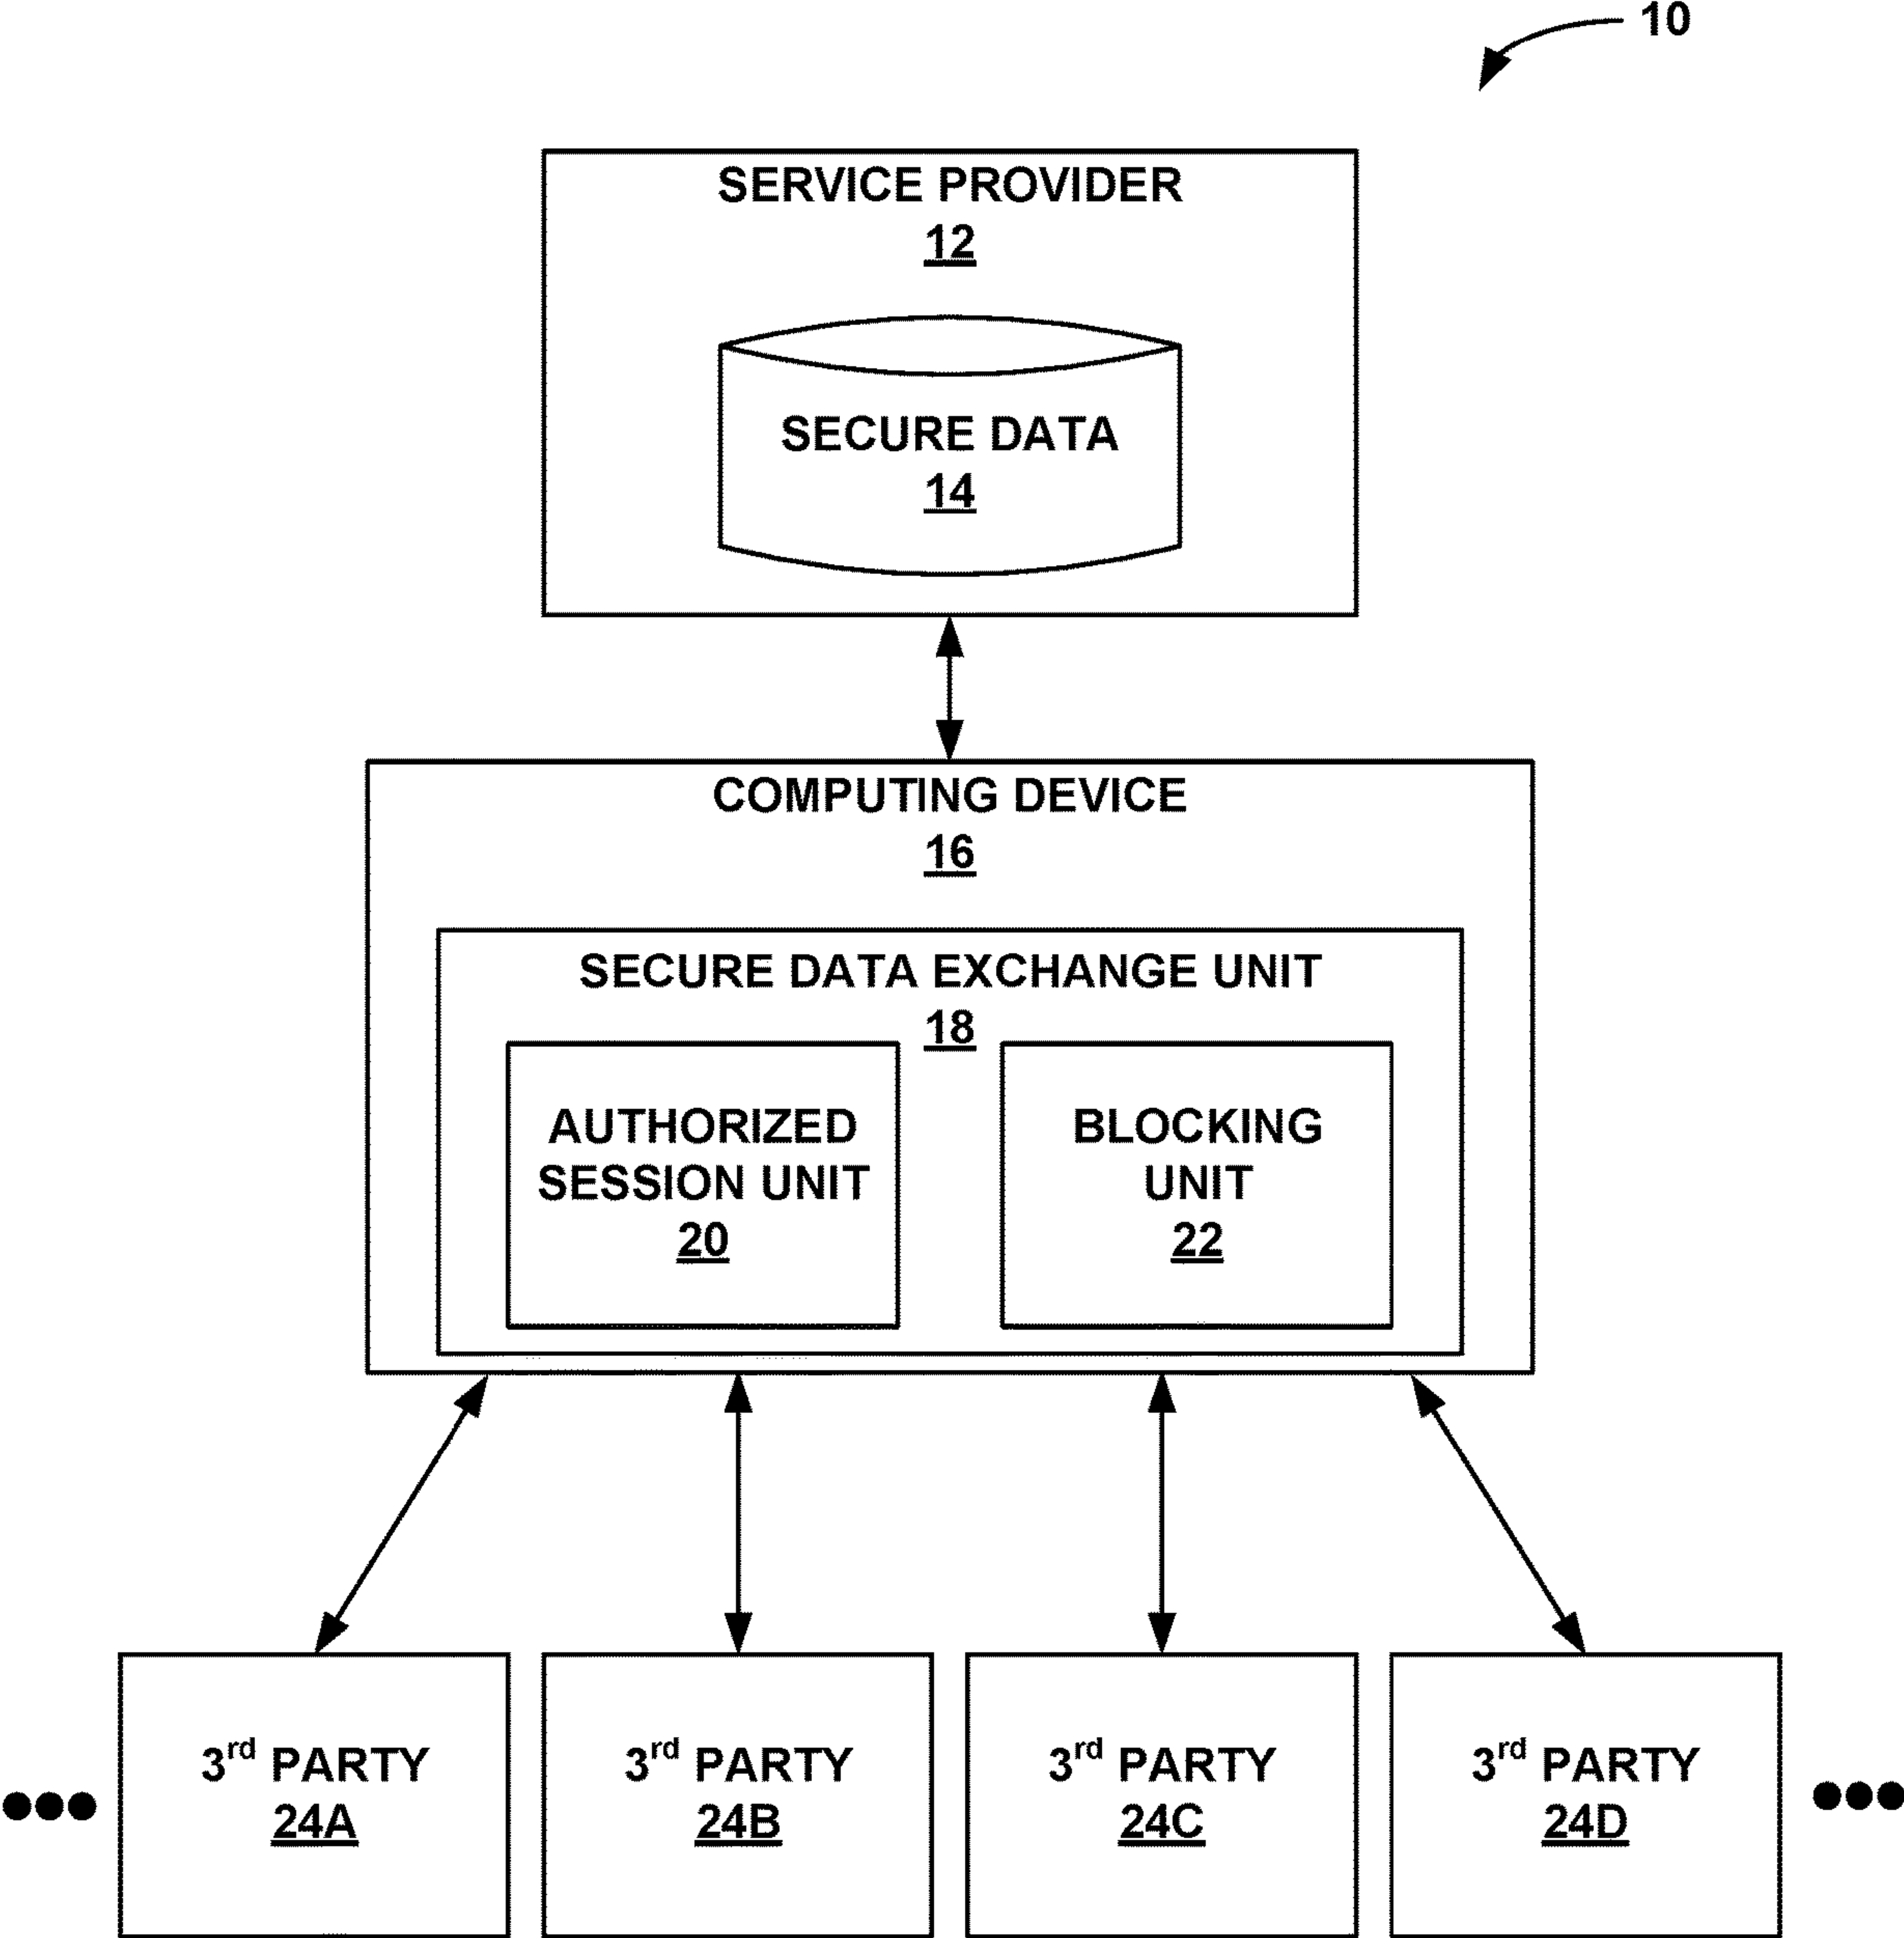 10
SERVICE PROVIDER
12
SECURE DATA
14
COMPUTING DEVICE
16
SECURE DATA EXCHANGE UNIT
18
AUTHORIZED
SESSION UNIT
20
BLOCKING
UNIT
22
3rd PARTY
24A
3rd PARTY
24B
3rd PARTY
24C
3rd PARTY
24D